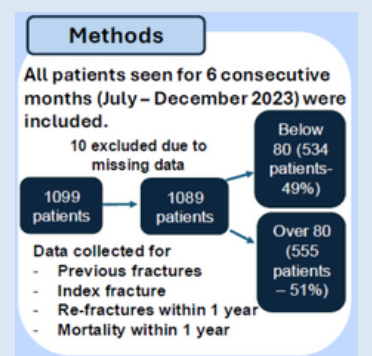 Methods
All patients seen for 6 consecutive
months (July – December 2023) were
included.
10 excluded due to
missing data
1099
patients
1089
patients
Below
80 (534
patients-
49%)
Over 80
(555
patients
– 51%)
Data collected for
- Previous fractures
- Index fracture
- Re-fractures within 1 year
- Mortality within 1 year